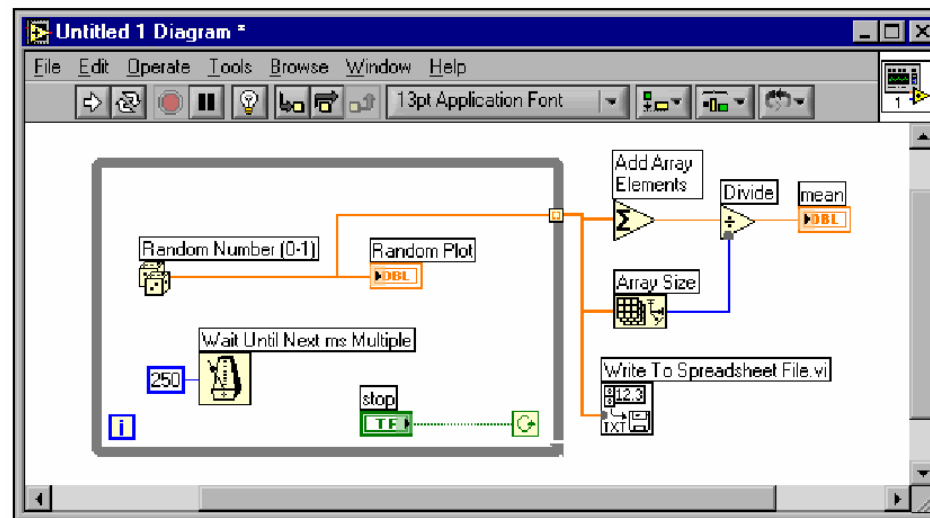 Untitled 1 Diagram *
File Edit Operate Tools Browse Window Help
13pt Application Font
1
Add Array
Elements
Divide
mean
DBL
Random Number (0-1)
Random Plot
DBL
Array Size
Wait Until Next ms Multiple
250
Write To Spreadsheet File.vi
12.3
TXT
stop
TF
i